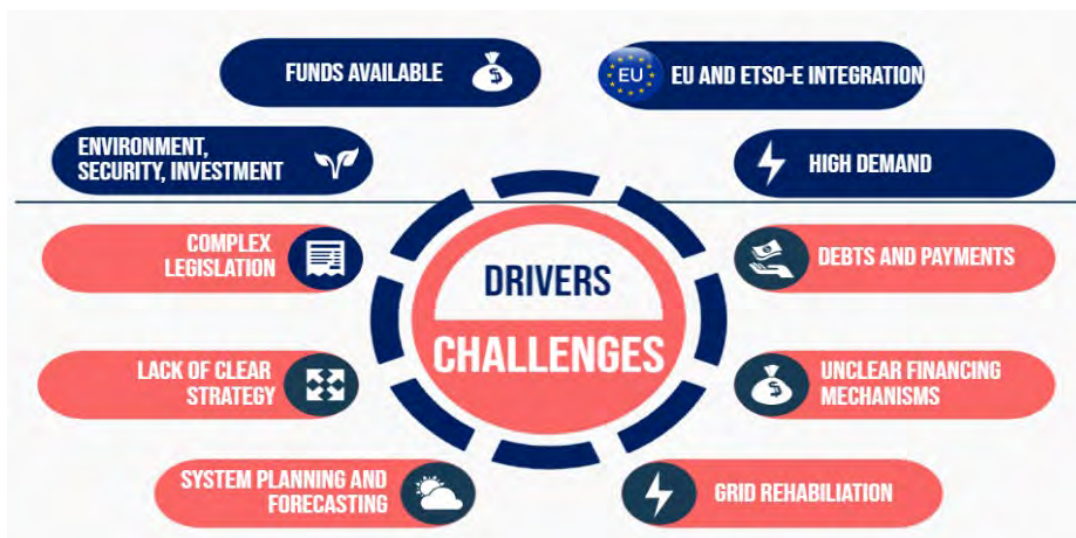 FUNDS AVAILABLE
EU
EU AND ETSO-E INTEGRATION
ENVIRONMENT,
SECURITY, INVESTMENT
HIGH DEMAND
DRIVERS
CHALLENGES
COMPLEX
LEGISLATION
DEBTS AND PAYMENTS
LACK OF CLEAR
STRATEGY
UNCLEAR FINANCING
MECHANISMS
SYSTEM PLANNING AND
FORECASTING
GRID REHABILIATION